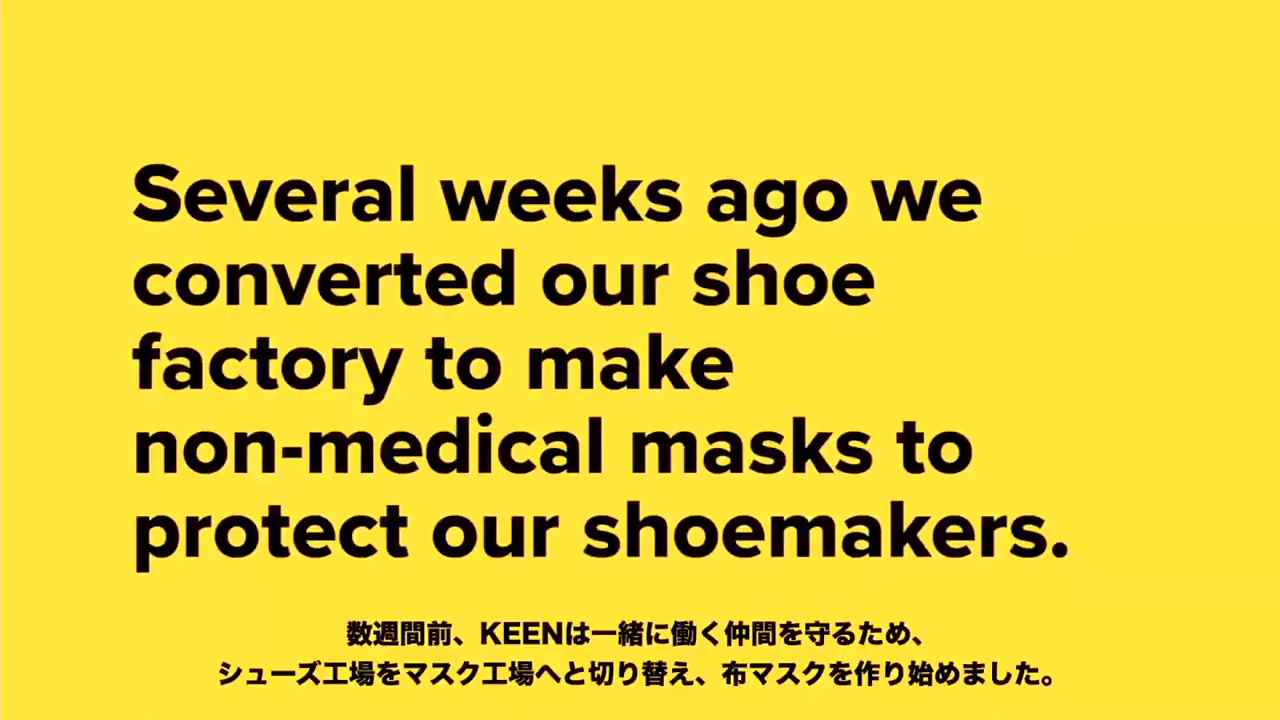 Several weeks ago we
converted our shoe
factory to make
non-medical masks to
protect our shoemakers.
数週間前、KEENは一緒に働く仲間を守るため、
シューズ工場をマスク工場へと切り替え、布マスクを作り始めました。